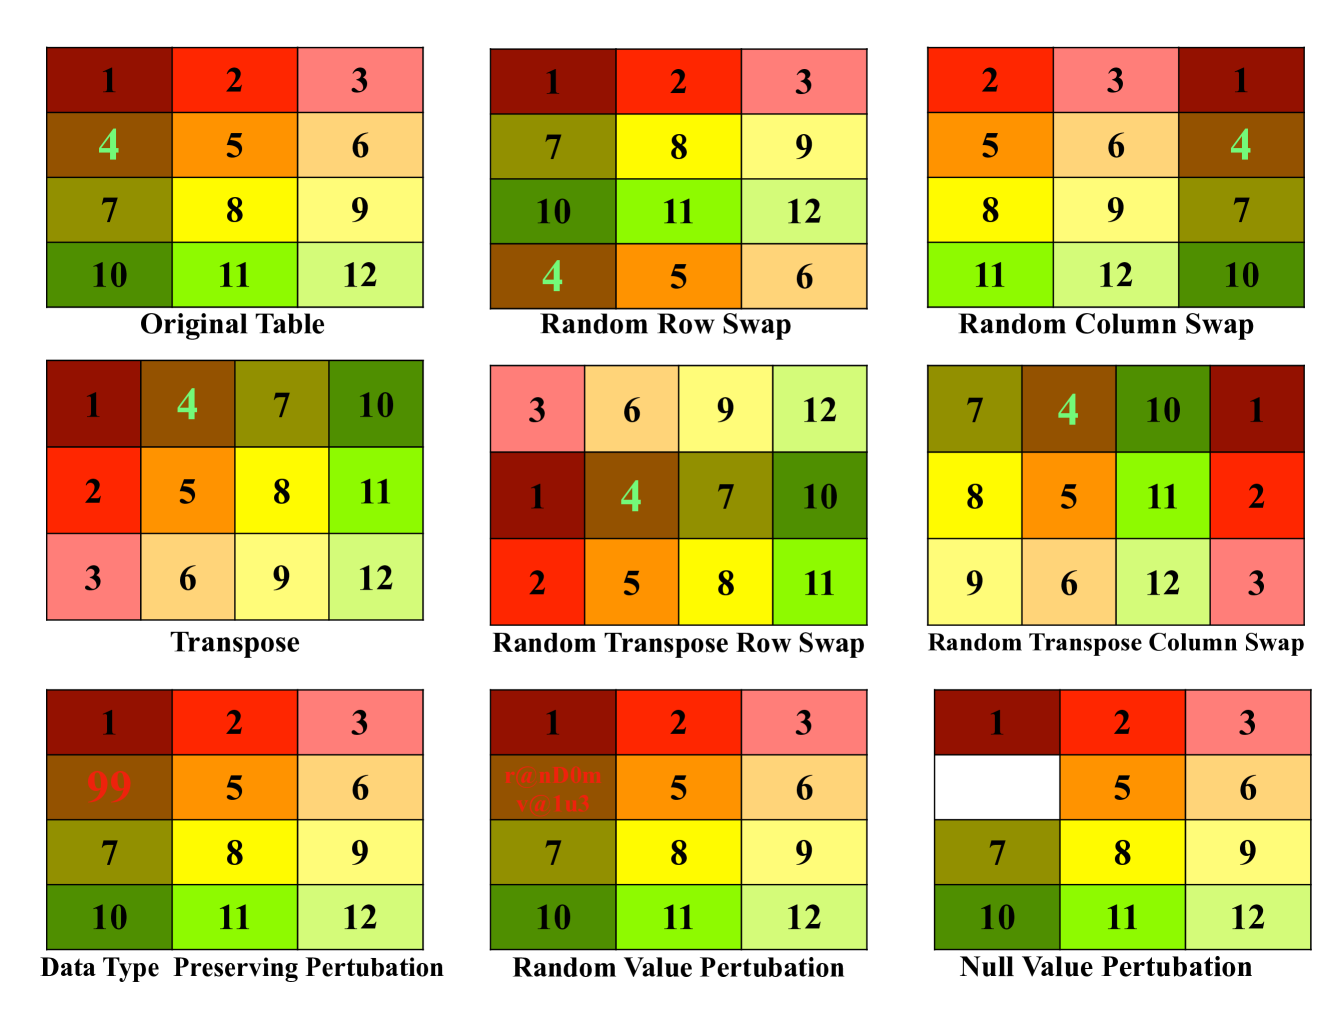 1 2 3
4 5 6
7 8 9
10 11 12
Original Table
1 2 3
7 8 9
10 11 12
4 5 6
Random Row Swap
2 3 1
5 6 4
8 9 7
11 12 10
Random Column Swap
1 4 7 10
2 5 8 11
3 6 9 12
Transpose
3 6 9 12
1 4 7 10
2 5 8 11
Random Transpose Row Swap
7 4 10 1
8 5 11 2
9 6 12 3
Random Transpose Column Swap
1 2 3
99 5 6
7 8 9
10 11 12
Data Type Preserving Pertubation
1 2 3
r@nD0m
v@1u3 5 6
7 8 9
10 11 12
Random Value Pertubation
1 2 3
5 6
7 8 9
10 11 12
Null Value Pertubation